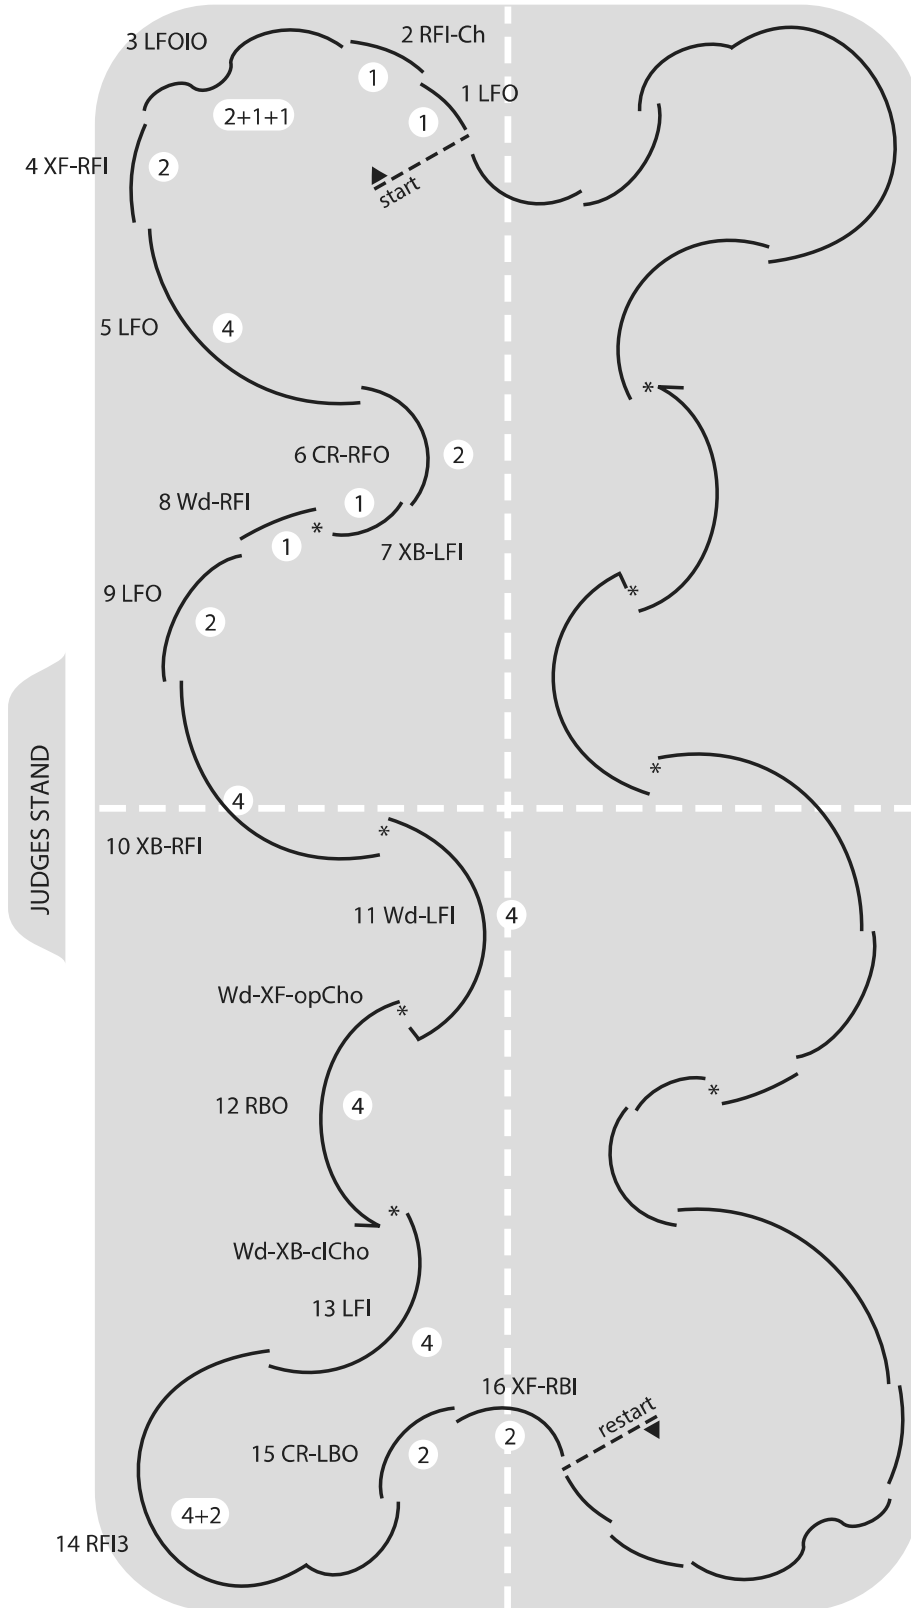 3 LFOIO
2 RFI-Ch
1
1 LFO
2+1+1
1
4 XF-RFI
2
start
5 LFO
4
6 CR-RFO
2
8 Wd-RFI
1
*
7 XB-LFI
1
9 LFO
2
*
*
*
JUDGES STAND
4
10 XB-RFI
*
11 Wd-LFI
4
Wd-XF-opCho
*
12 RBO
4
*
*
Wd-XB-clCho
13 LFI
4
16 XF-RBI
2
restart
15 CR-LBO
2
4+2
14 RFI3